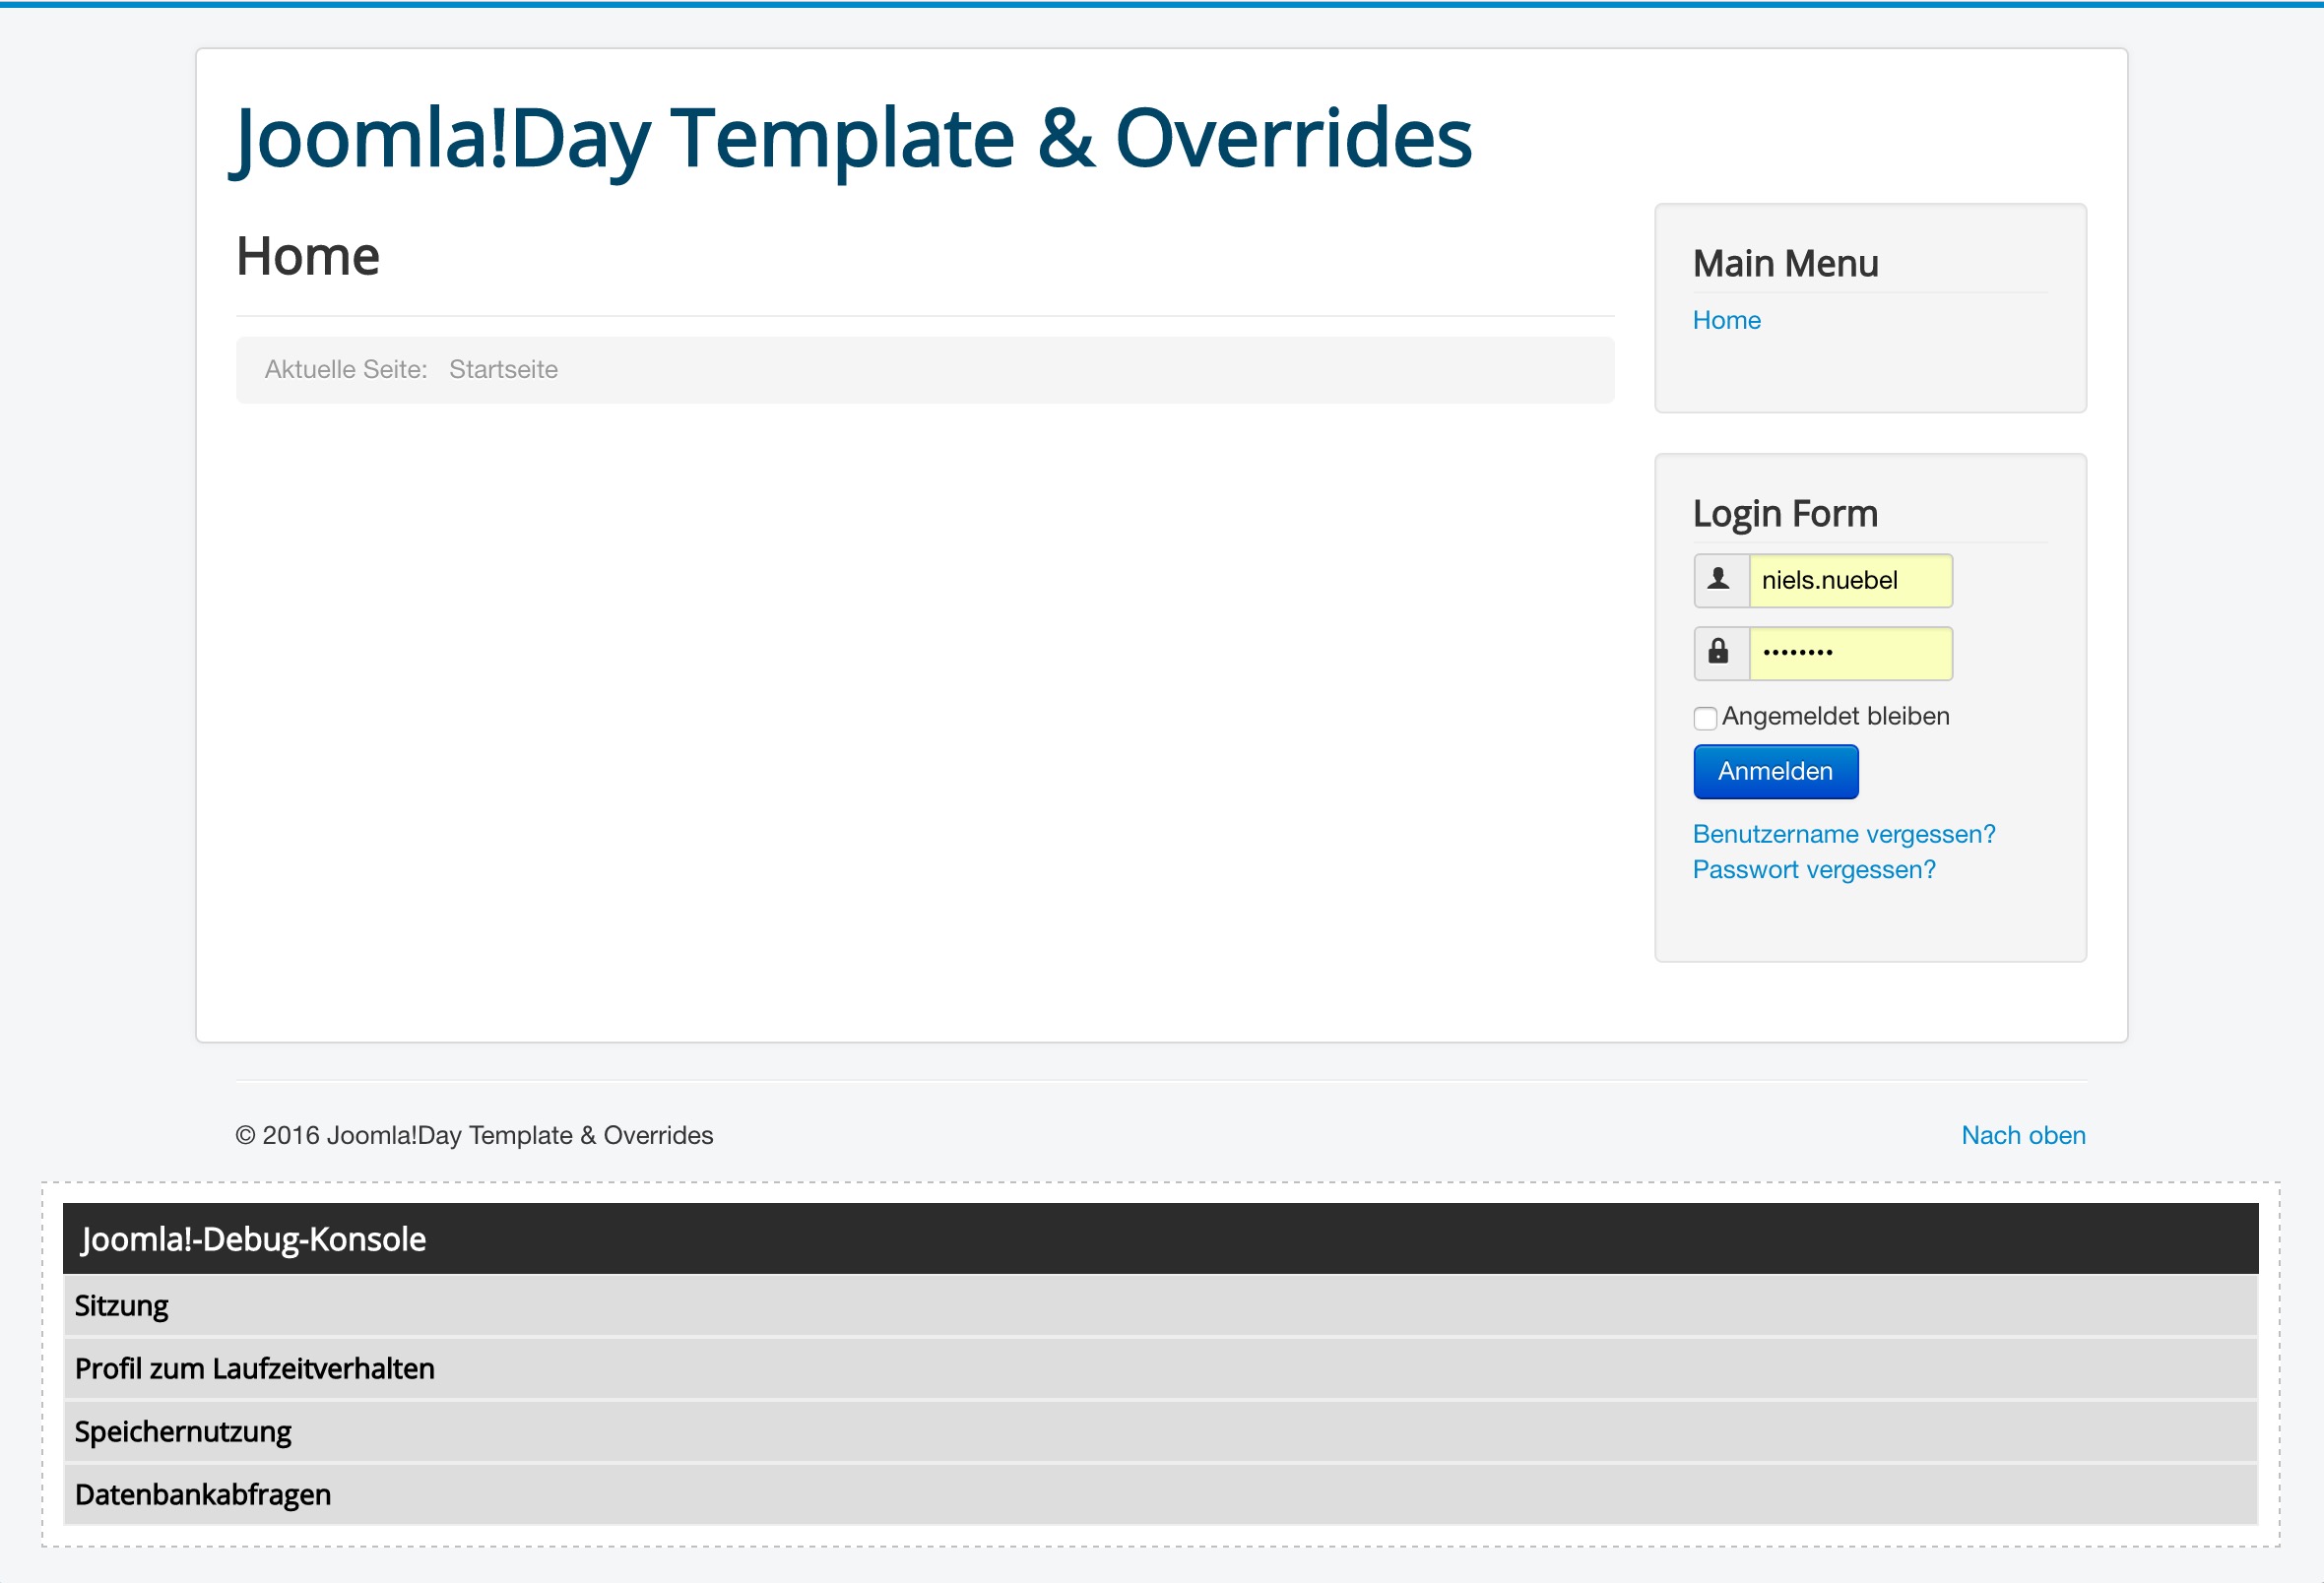 Joomla!Day Template & Overrides
Home
Aktuelle Seite: Startseite
Main Menu
Home
Login Form
niels.nuebel
••••••••
Angemeldet bleiben
Anmelden
Benutzername vergessen?
Passwort vergessen?
© 2016 Joomla!Day Template & Overrides
Nach oben
Joomla!-Debug-Konsole
Sitzung
Profil zum Laufzeitverhalten
Speichernutzung
Datenbankabfragen